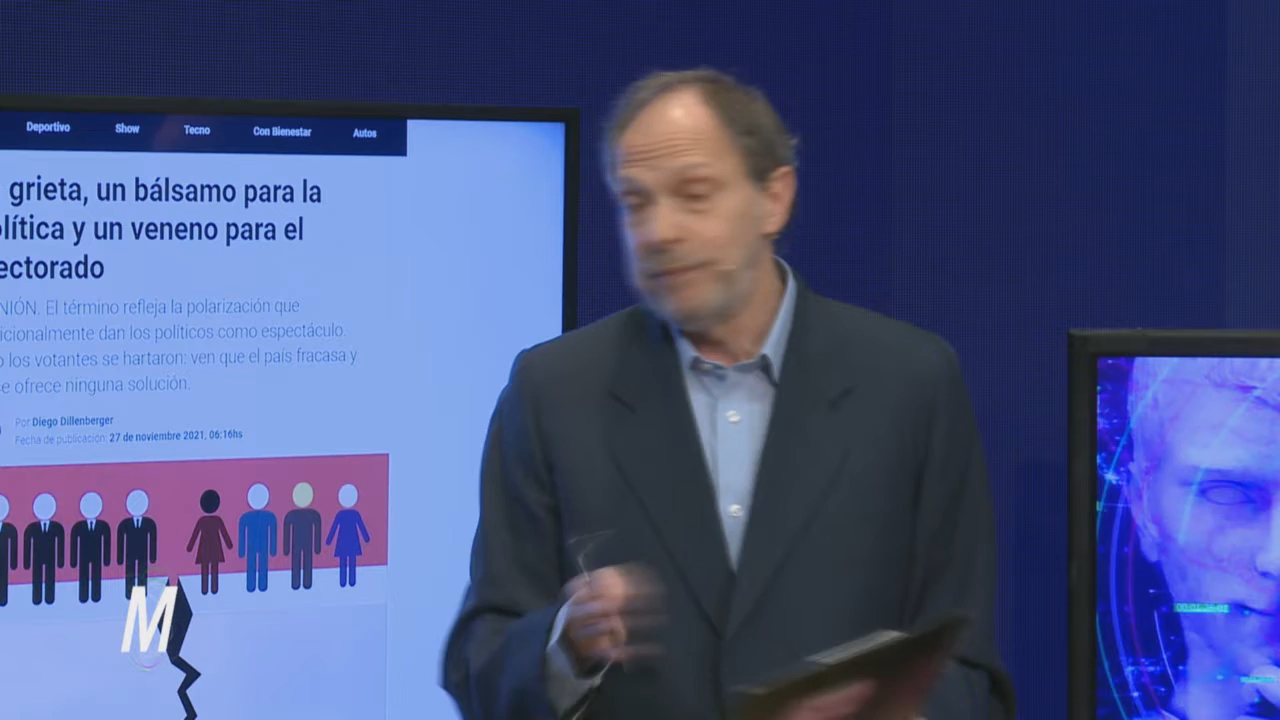 Deportivo Show Tecno Con Bienestar Autos
grieta, un bálsamo para la
lítica y un veneno para el
ectorado
NIÓN. El término refleja la polarización que
icionalmente dan los políticos como espectáculo.
o los votantes se hartaron: ven que el país fracasa y
e ofrece ninguna solución.
Por Diego Dillenberger
Fecha de publicación: 27 de noviembre 2021, 06:16hs
M